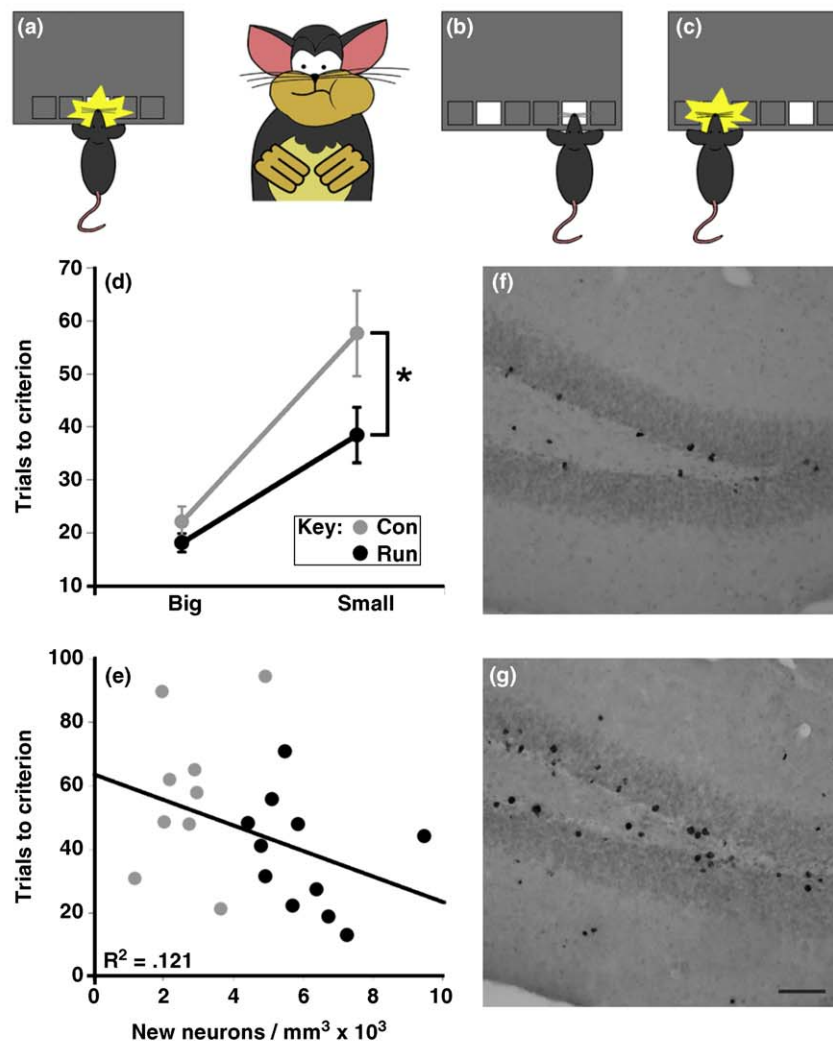 (a)
(b)
(c)
(d)
70
60
50
40
30
20
10
Trials to criterion
*
Key: Con
Run
Big Small
(f)
(e)
100
80
60
40
20
0
Trials to criterion
R² = .121
0 2 4 6 8 10
New neurons / mm³ x 10³
(g)